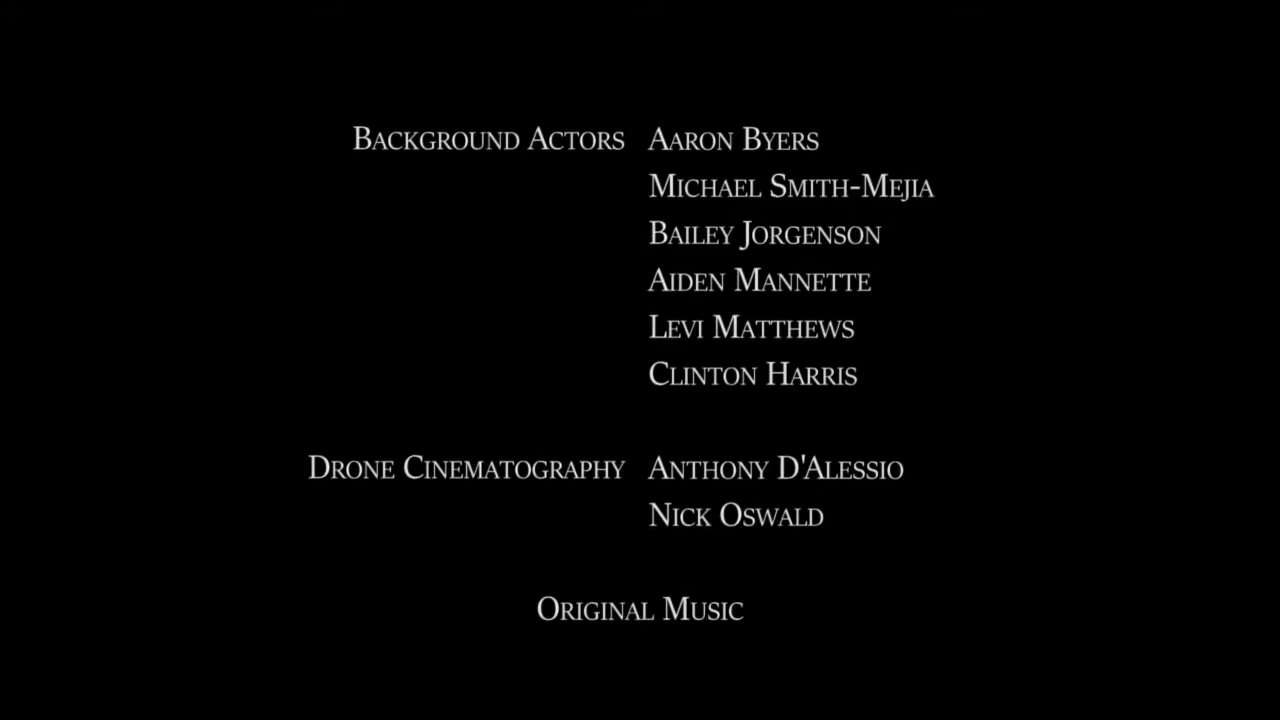 Background Actors Aaron Byers
Michael Smith-Mejia
Bailey Jorgenson
Aiden Mannette
Levi Matthews
Clinton Harris
Drone Cinematography Anthony D'Alessio
Nick Oswald
Original Music